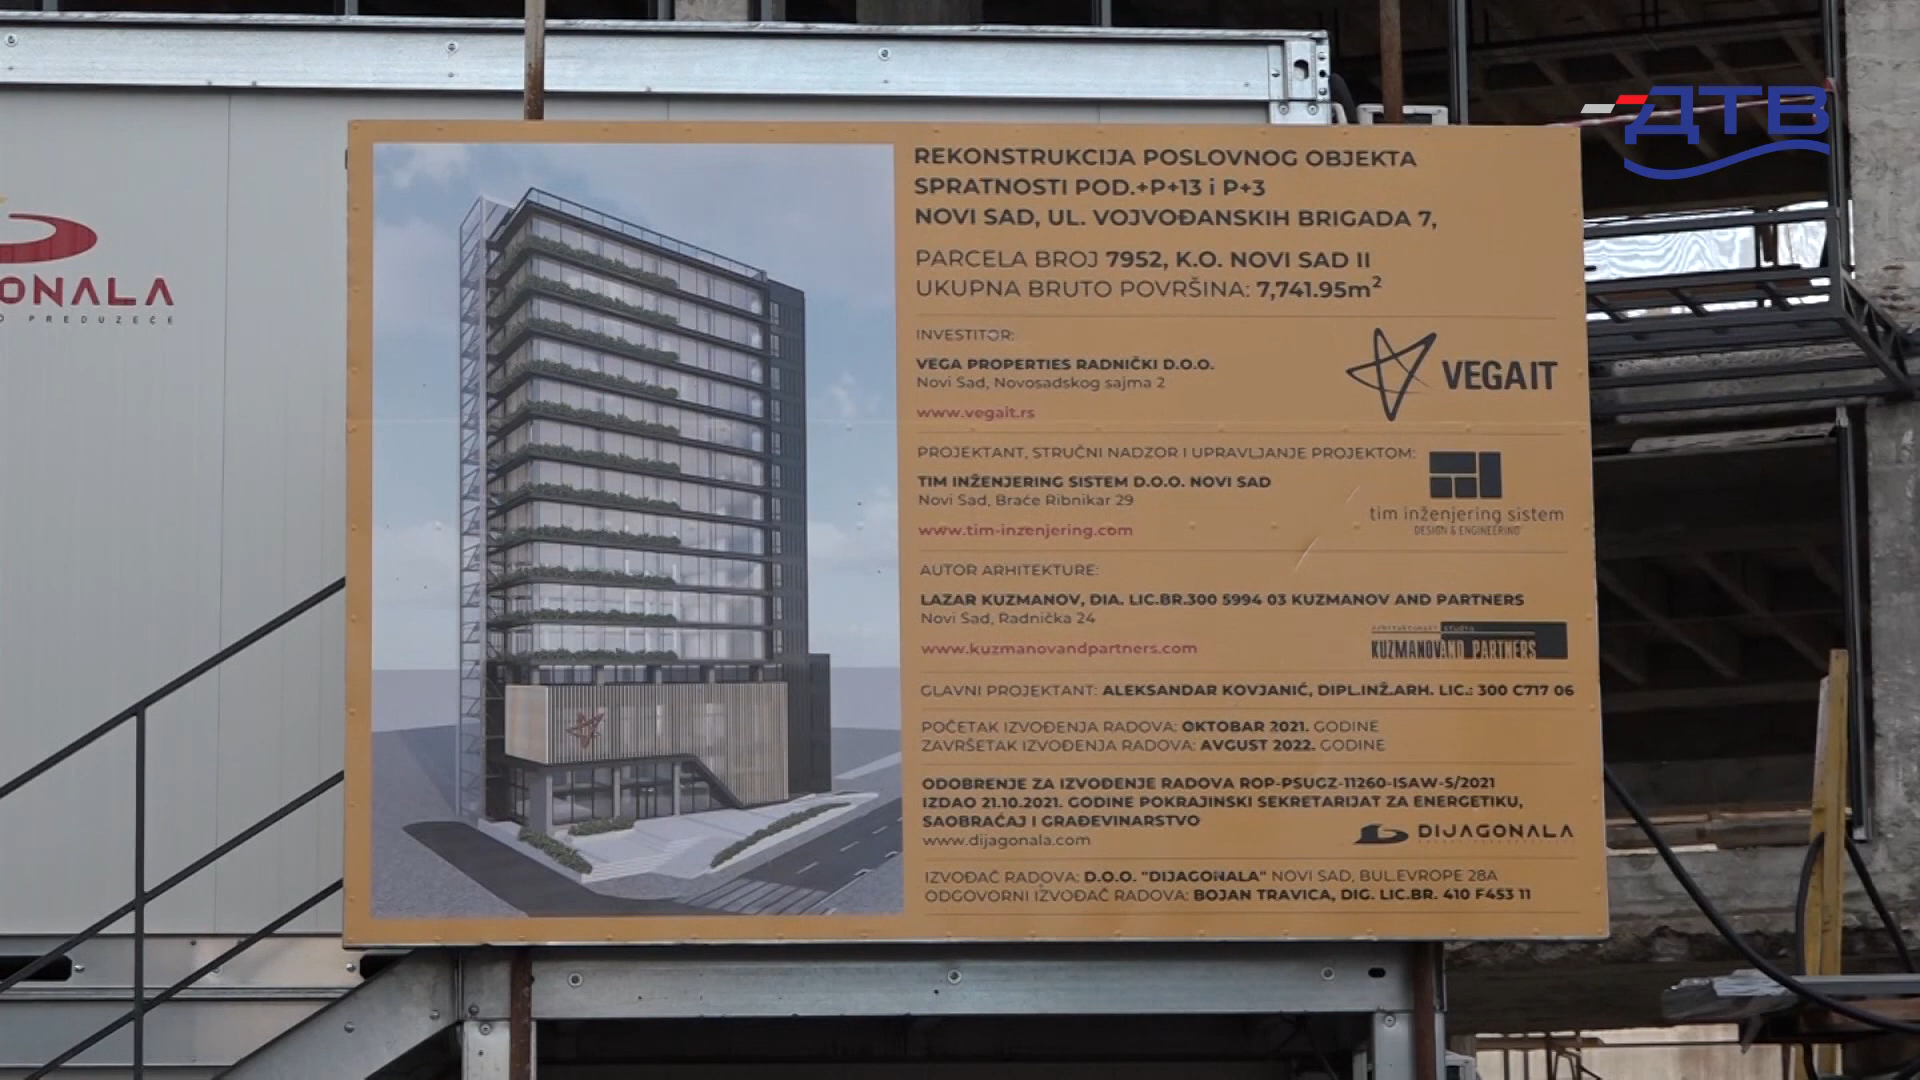 ДТВ
ONALA
O PREDUZEĆE
REKONSTRUKCIJA POSLOVNOG OBJEKTA
SPRATNOSTI POD.+P+13 i P+3
NOVI SAD, UL. VOJVOĐANSKIH BRIGADA 7,
PARCELA BROJ 7952, K.O. NOVI SAD II
UKUPNA BRUTO POVRŠINA: 7,741.95m²
INVESTITOR:
VEGA PROPERTIES RADNIČKI D.O.O.
Novi Sad, Novosadskog sajma 2
www.vegait.rs
VEGAIT
PROJEKTANT, STRUČNI NADZOR I UPRAVLJANJE PROJEKTOM:
TIM INŽENJERING SISTEM D.O.O. NOVI SAD
Novi Sad, Braće Ribnikar 29
www.tim-inzenjering.com
tim inženjering sistem
DESIGN & ENGINEERING
AUTOR ARHITEKTURE:
LAZAR KUZMANOV, DIA. LIC.BR.300 5994 03 KUZMANOV AND PARTNERS
Novi Sad, Radnička 24
www.kuzmanovandpartners.com
STUDIO
KUZMANOVAND PARTNERS
GLAVNI PROJEKTANT: ALEKSANDAR KOVJANIĆ, DIPL.INŽ.ARH. LIC.: 300 C717 06
POČETAK IZVOĐENJA RADOVA: OKTOBAR 2021. GODINE
ZAVRŠETAK IZVOĐENJA RADOVA: AVGUST 2022. GODINE
ODOBRENJE ZA IZVOĐENJE RADOVA ROP-PSUGZ-11260-ISAW-5/2021
IZDAO 21.10.2021. GODINE POKRAJINSKI SEKRETARIJAT ZA ENERGETIKU,
SAOBRAĆAJ I GRAĐEVINARSTVO
www.dijagonala.com
DIJAGONALA
IZVOĐAČ RADOVA: D.O.O. "DIJAGONALA" NOVI SAD, BUL.EVROPE 28A
ODGOVORNI IZVOĐAČ RADOVA: BOJAN TRAVICA, DIG. LIC.BR. 410 F453 11